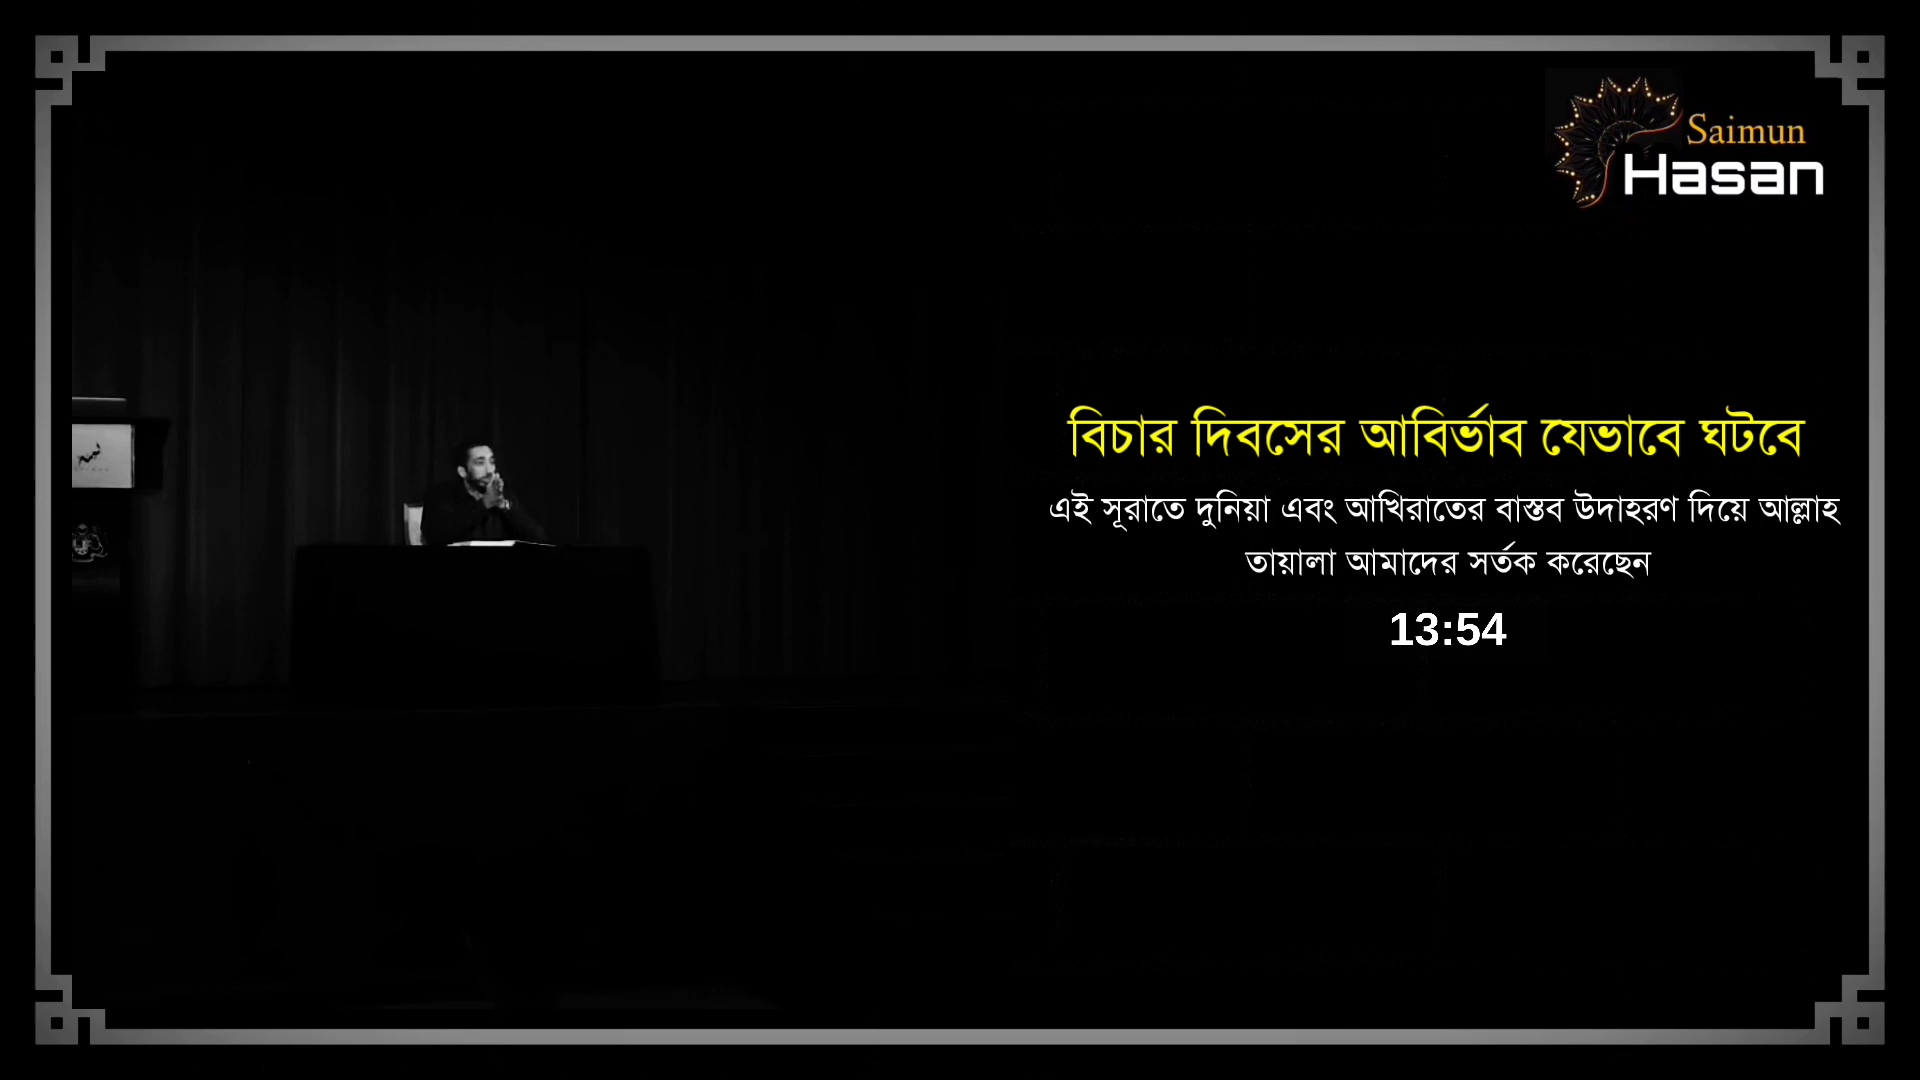 Saimun
Hasan
বিচার দিবসের আবির্ভাব যেভাবে ঘটবে
এই সূরাতে দুনিয়া এবং আখিরাতের বাস্তব উদাহরণ দিয়ে আল্লাহ
তায়ালা আমাদের সর্তক করেছেন
13:54